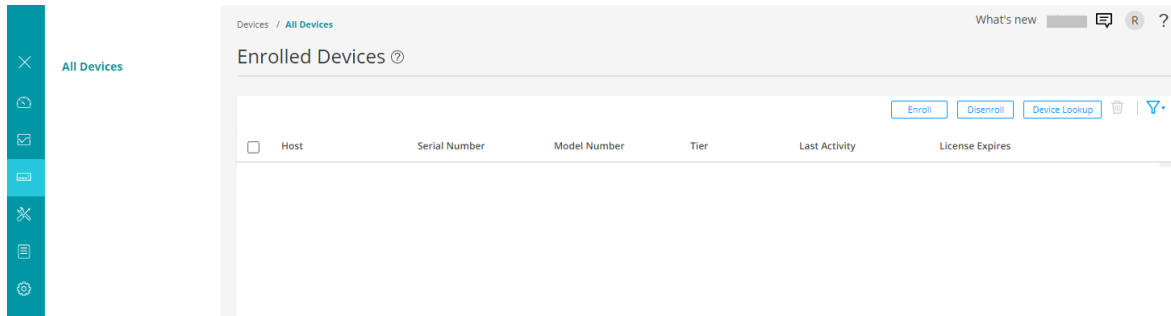 Devices / All Devices
What's new
R ?
All Devices
Enrolled Devices ?
Enroll Disenroll Device Lookup
Host Serial Number Model Number Tier Last Activity License Expires